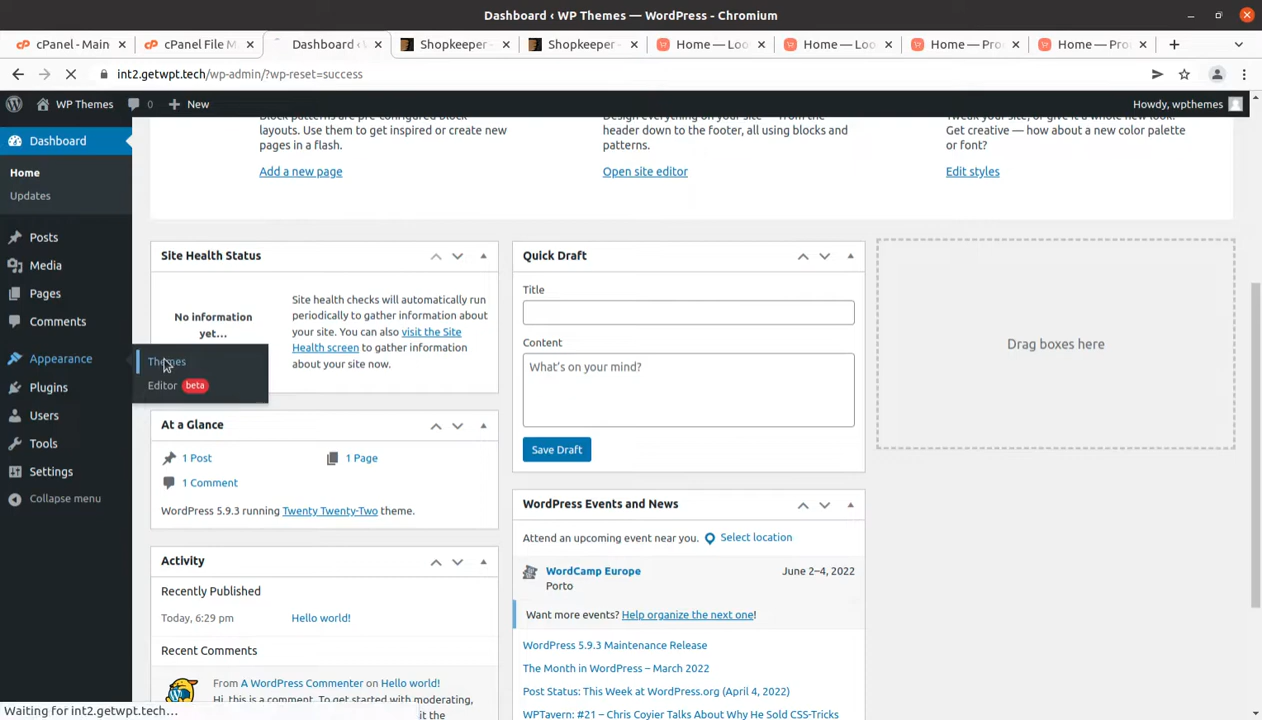 Dashboard ‹ WP Themes — WordPress - Chromium
cPanel - Main
cPanel File M
Dashboard ‹
Shopkeeper
Shopkeeper
Home — Loo
Home — Loo
Home — Pro
Home — Pro
int2.getwpt.tech/wp-admin/?wp-reset=success
WP Themes
0
New
Howdy, wpthemes
Dashboard
Home
Updates
Posts
Media
Pages
Comments
Appearance
Themes
Editor beta
Plugins
Users
Tools
Settings
Collapse menu
Block patterns are pre-configured block
layouts. Use them to get inspired or create new
pages in a flash.
Add a new page
Design everything on your site — from the
header down to the footer, all using blocks and
patterns.
Open site editor
Tweak your site, or give it a whole new look.
Get creative — how about a new color palette
or font?
Edit styles
Site Health Status
No information
yet…
Site health checks will automatically run
periodically to gather information about
your site. You can also visit the Site
Health screen to gather information
about your site now.
At a Glance
1 Post
1 Page
1 Comment
WordPress 5.9.3 running Twenty Twenty-Two theme.
Activity
Recently Published
Today, 6:29 pm
Hello world!
Recent Comments
From A WordPress Commenter on Hello world!
Hi, this is a comment. To get started with moderating,
it the
Quick Draft
Title
Content
What's on your mind?
Save Draft
WordPress Events and News
Attend an upcoming event near you.
Select location
WordCamp Europe
June 2–4, 2022
Porto
Want more events? Help organize the next one!
WordPress 5.9.3 Maintenance Release
The Month in WordPress – March 2022
Post Status: This Week at WordPress.org (April 4, 2022)
WPTavern: #21 – Chris Coyier Talks About Why He Sold CSS-Tricks
Drag boxes here
Waiting for int2.getwpt.tech…